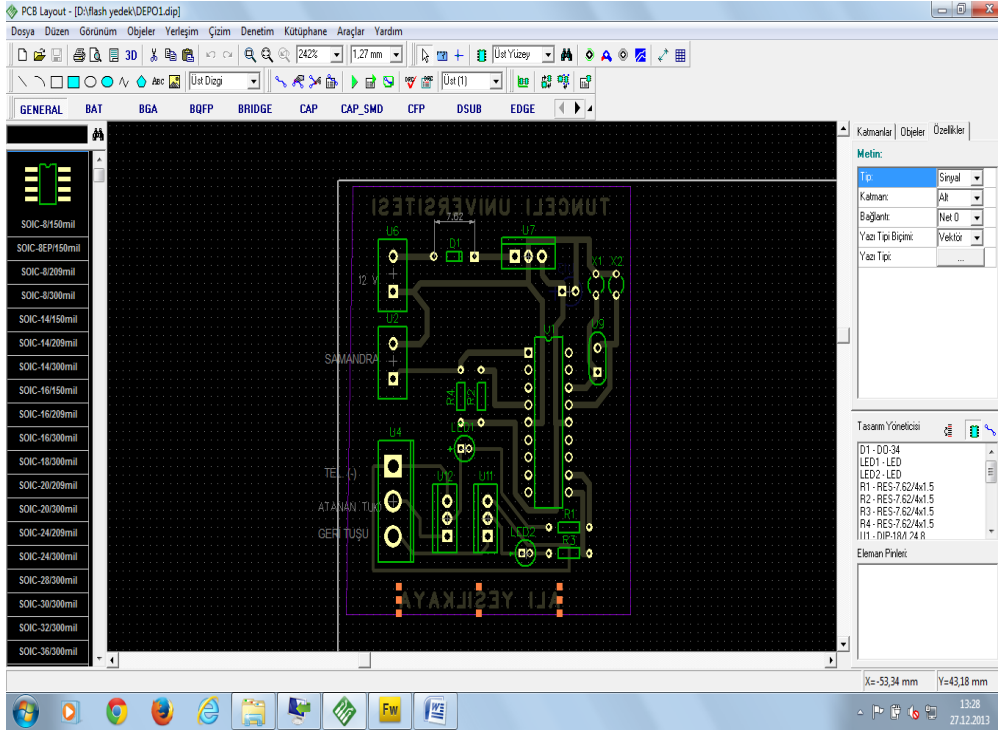 PCB Layout - [D:\flash yedek\DEPO1.dip]
Dosya Düzen Görünüm Objeler Yerleşim Çizim Denetim Kütüphane Araçlar Yardım
3D 242% 1,27 mm Üst Yüzey
ABC Üst Dizgi Üst (1)
GENERAL BAT BGA BQFP BRIDGE CAP CAP_SMD CFP DSUB EDGE
Katmanlar Objeler Özellikler
Metin:
Tip: Sinyal
Katman: Alt
Bağlantı: Net 0
Yazı Tipi Biçimi: Vektör
Yazı Tipi: ...
SOIC-8/150mil
SOIC-8EP/150mil
SOIC-8/209mil
SOIC-8/300mil
SOIC-14/150mil
SOIC-14/209mil
SOIC-14/300mil
SOIC-16/150mil
SOIC-16/209mil
SOIC-16/300mil
SOIC-18/300mil
SOIC-20/209mil
SOIC-20/300mil
SOIC-24/209mil
SOIC-24/300mil
SOIC-28/300mil
SOIC-30/300mil
SOIC-32/300mil
SOIC-36/300mil
TUNCELI UNIVERSITESI
7,62
U6 D1 U7
X1 X2
12 V
U2 U1 U9
SAMANDRA
R4 R2
U4 LED1
TEL. (-) U12 U11
ATANAN TUŞ
R1
GERİ TUŞU LED2 R3
ALI YESILKAYA
Tasarım Yöneticisi
D1 - DO-34
LED1 - LED
LED2 - LED
R1 - RES-7.62/4x1.5
R2 - RES-7.62/4x1.5
R3 - RES-7.62/4x1.5
R4 - RES-7.62/4x1.5
U1 - DIP-18/L24.8
Eleman Pinleri:
X=-53,34 mm Y=43,18 mm
Fw
13:28
27.12.2013